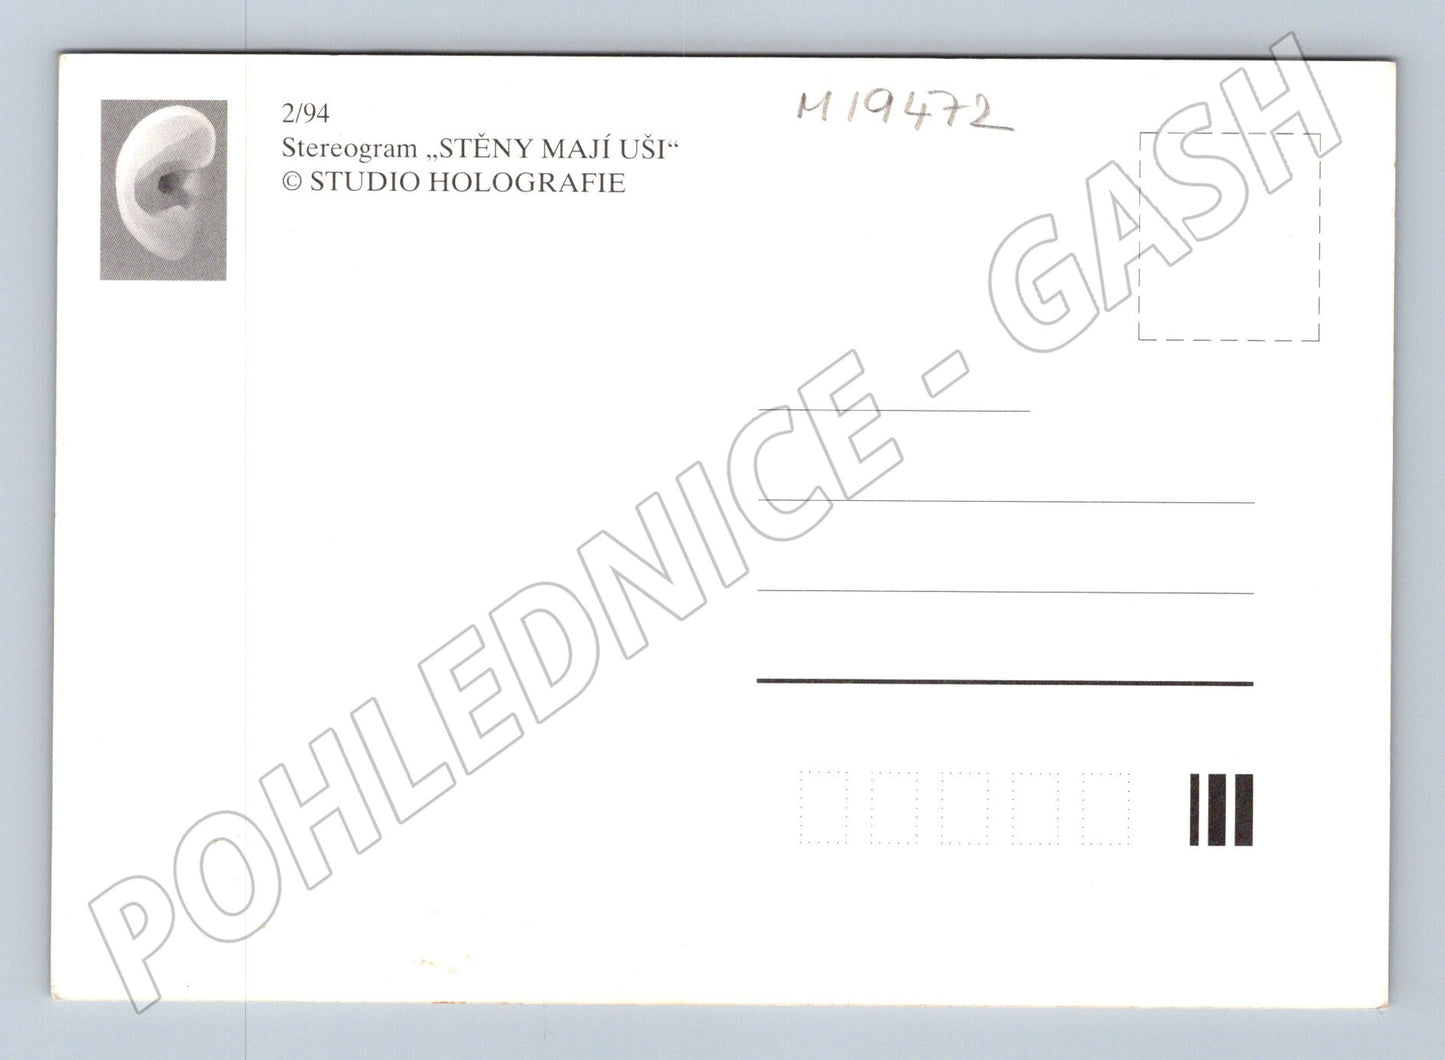 2/94
Stereogram „STĚNY MAJÍ UŠI“
© STUDIO HOLOGRAFIE
M19472
POHLEDNICE - GASH